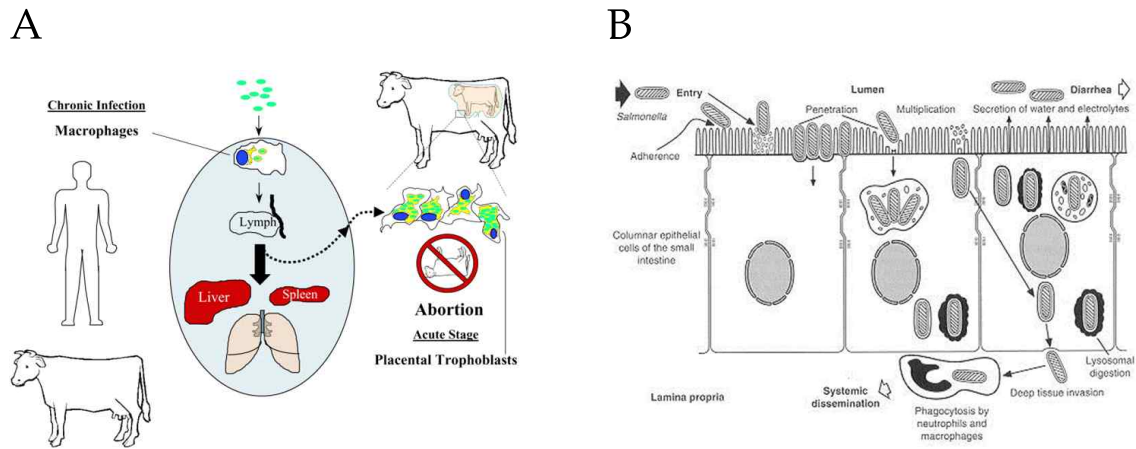 A
Chronic Infection
Macrophages
Lymph
Liver
Spleen
Abortion
Acute Stage
Placental Trophoblasts
B
Entry
Lumen
Diarrhea
Salmonella
Penetration
Multiplication
Secretion of water and electrolytes
Adherence
Columnar epithelial
cells of the small
intestine
Lysosomal
digestion
Lamina propria
Systemic
dissemination
Deep tissue invasion
Phagocytosis by
neutrophils and
macrophages